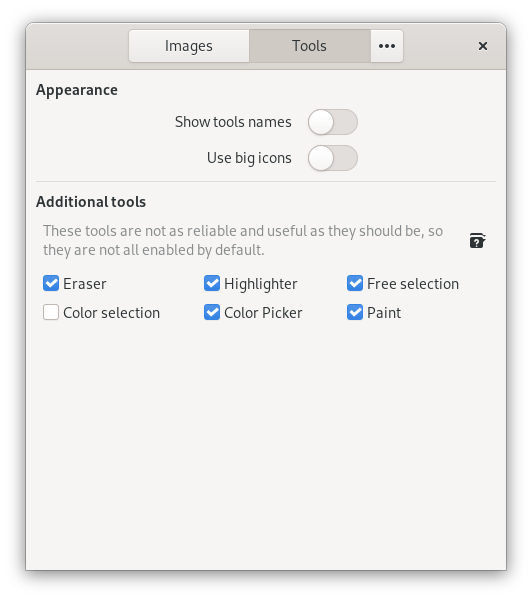 Images Tools
Appearance
Show tools names
Use big icons
Additional tools
These tools are not as reliable and useful as they should be, so
they are not all enabled by default.
Eraser Highlighter Free selection
Color selection Color Picker Paint